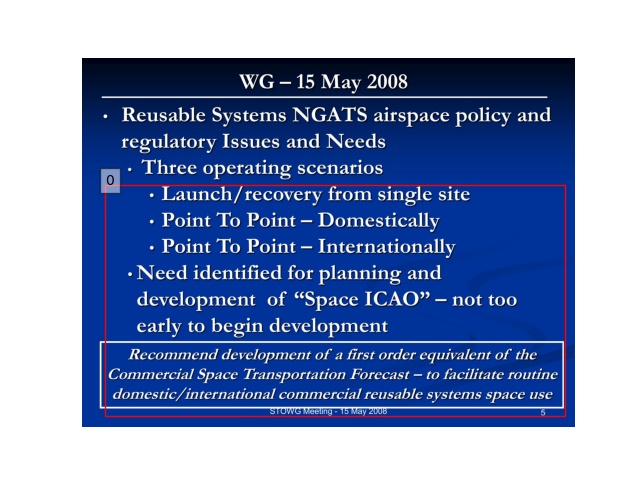 WG – 15 May 2008
• Reusable Systems NGATS airspace policy and
regulatory Issues and Needs
• Three operating scenarios
0
• Launch/recovery from single site
• Point To Point – Domestically
• Point To Point – Internationally
• Need identified for planning and
development of “Space ICAO” – not too
early to begin development
Recommend development of a first order equivalent of the
Commercial Space Transportation Forecast – to facilitate routine
domestic/international commercial reusable systems space use
STOWG Meeting - 15 May 2008
5